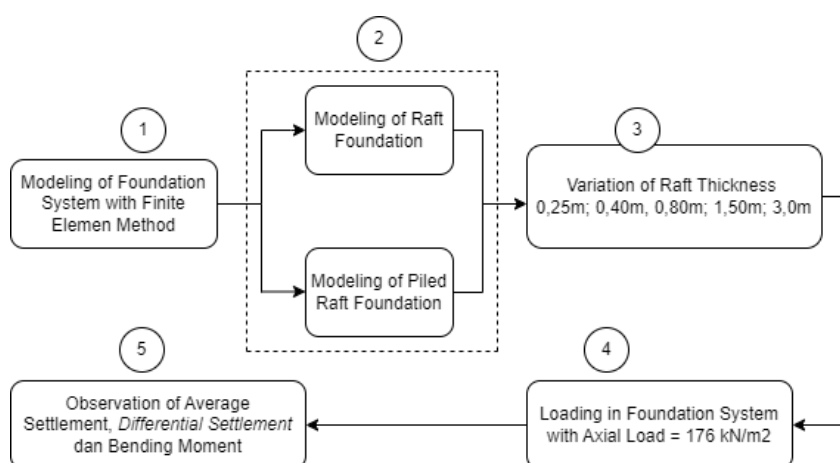 1
Modeling of Foundation
System with Finite
Elemen Method
2
Modeling of Raft
Foundation
Modeling of Piled
Raft Foundation
3
Variation of Raft Thickness
0,25m; 0,40m, 0,80m; 1,50m; 3,0m
4
Loading in Foundation System
with Axial Load = 176 kN/m2
5
Observation of Average
Settlement, Differential Settlement
dan Bending Moment